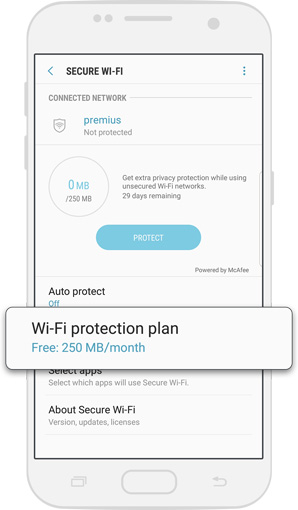 SECURE WI-FI
CONNECTED NETWORK
premius
Not protected
0 MB
/250 MB
Get extra privacy protection while using
unsecured Wi-Fi networks.
29 days remaining
PROTECT
Powered by McAfee
Auto protect
Off
Wi-Fi protection plan
Free: 250 MB/month
Select apps
Select which apps will use Secure Wi-Fi.
About Secure Wi-Fi
Version, updates, licenses